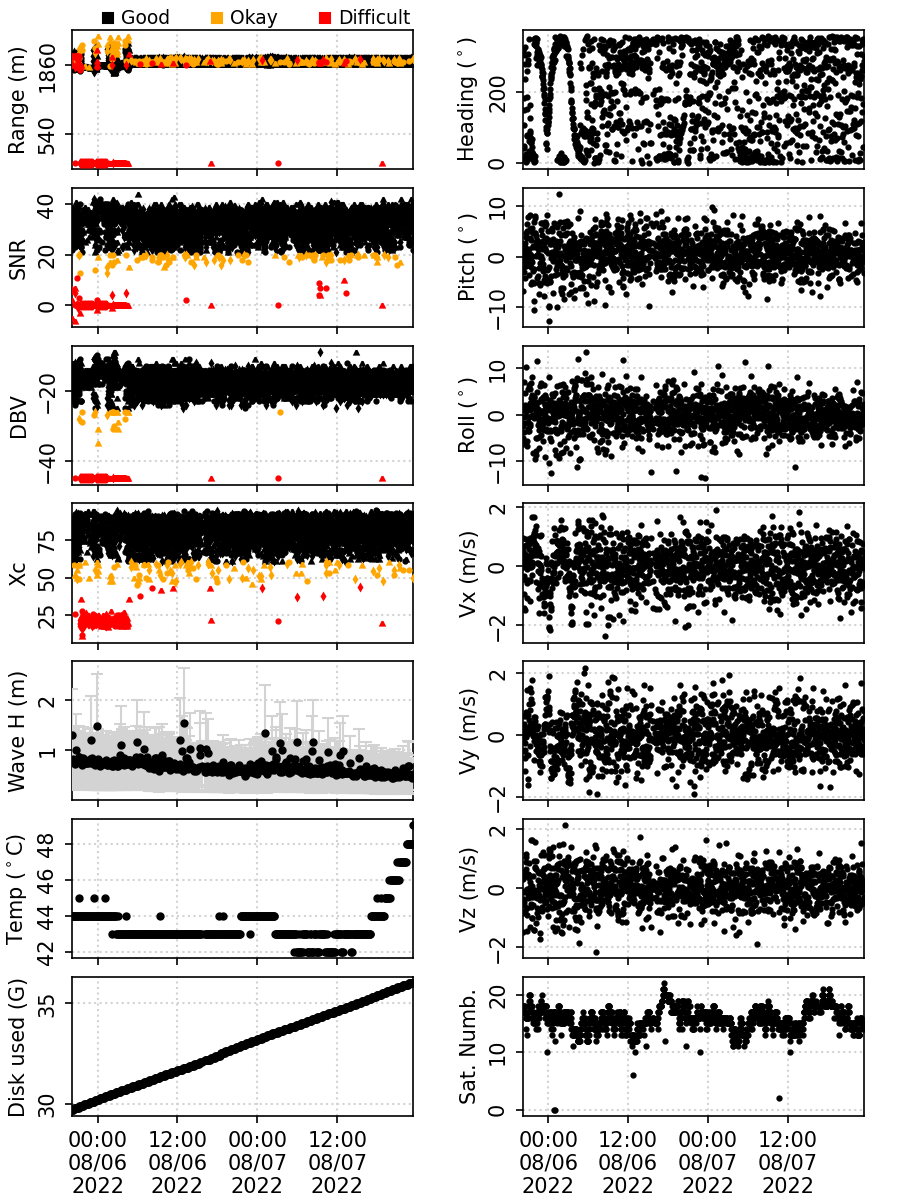 Good Okay Difficult
Range (m)
1860
540
Heading (°)
200
0
SNR
40
20
0
Pitch (°)
10
0
−10
DBV
−20
−40
Roll (°)
10
0
−10
Xc
75
50
25
Vx (m/s)
2
0
−2
Wave H (m)
2
1
Vy (m/s)
2
0
−2
Temp (°C)
48
46
44
42
Vz (m/s)
2
0
−2
Disk used (G)
35
30
Sat. Numb.
20
10
0
00:00 12:00 00:00 12:00
08/06 08/06 08/07 08/07
2022 2022 2022 2022
00:00 12:00 00:00 12:00
08/06 08/06 08/07 08/07
2022 2022 2022 2022